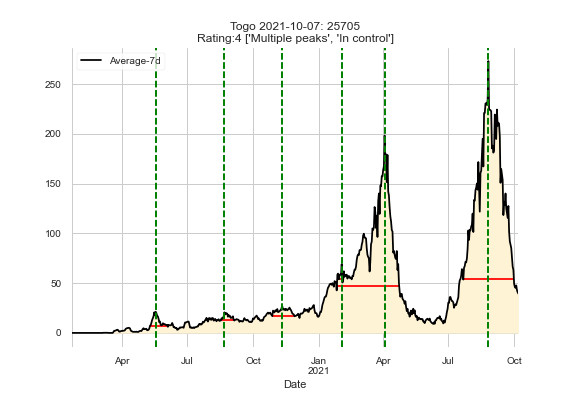 Togo 2021-10-07: 25705
Rating:4 ['Multiple peaks', 'In control']
Average-7d
250
200
150
100
50
0
Apr Jul Oct Jan Apr Jul Oct
2021
Date